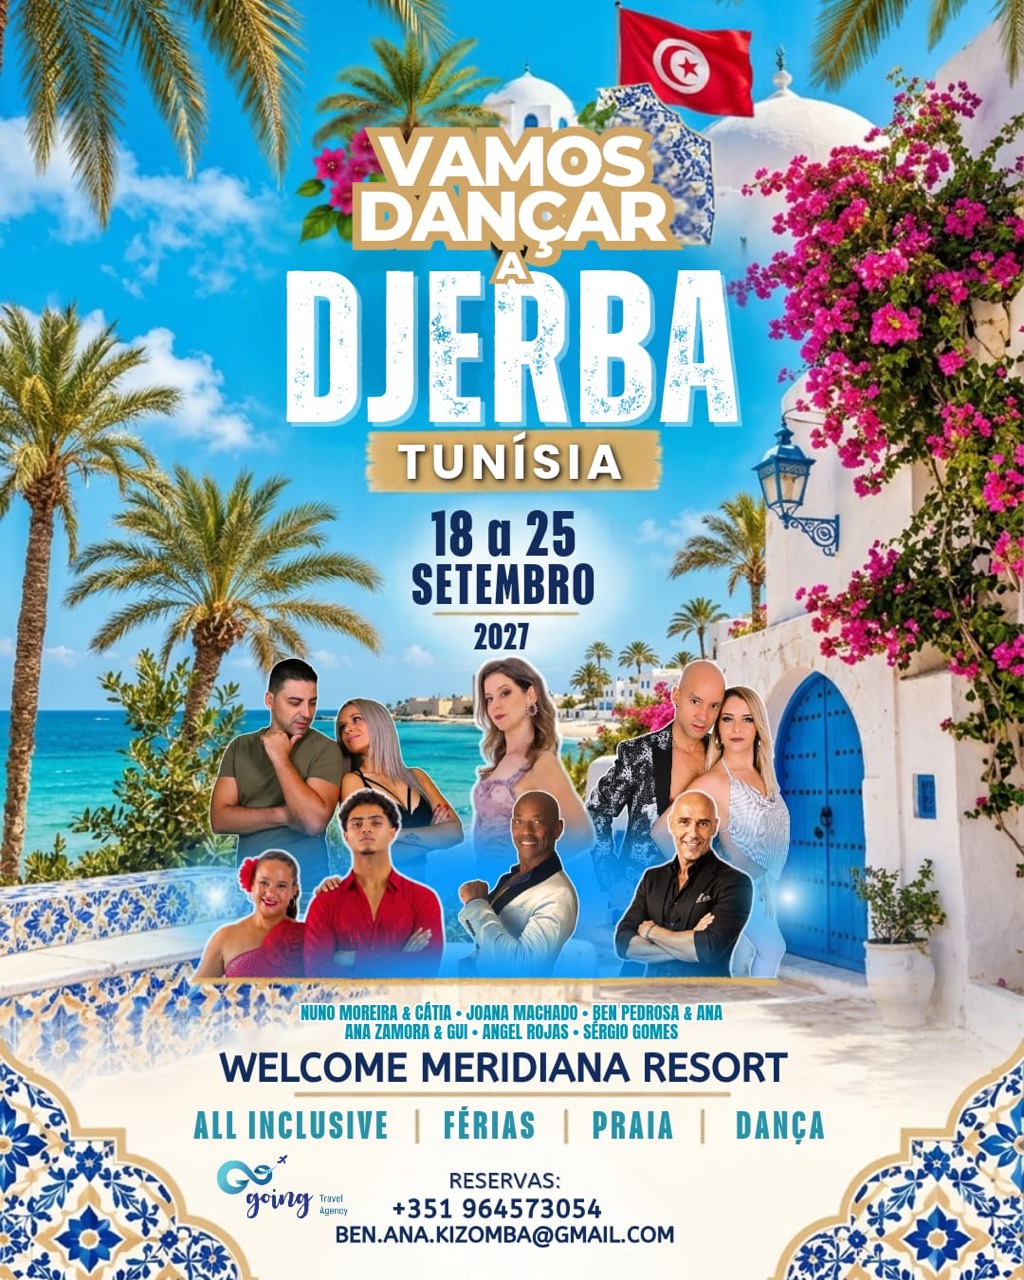 VAMOS
DANÇAR
A
DJERBA
TUNÍSIA
18 a 25
SETEMBRO
2027
NUNO MOREIRA & CÁTIA • JOANA MACHADO • BEN PEDROSA & ANA
ANA ZAMORA & GUI • ANGEL ROJAS • SÉRGIO GOMES
WELCOME MERIDIANA RESORT
ALL INCLUSIVE | FÉRIAS | PRAIA | DANÇA
Go
going Travel
Agency
RESERVAS:
+351 964573054
BEN.ANA.KIZOMBA@GMAIL.COM